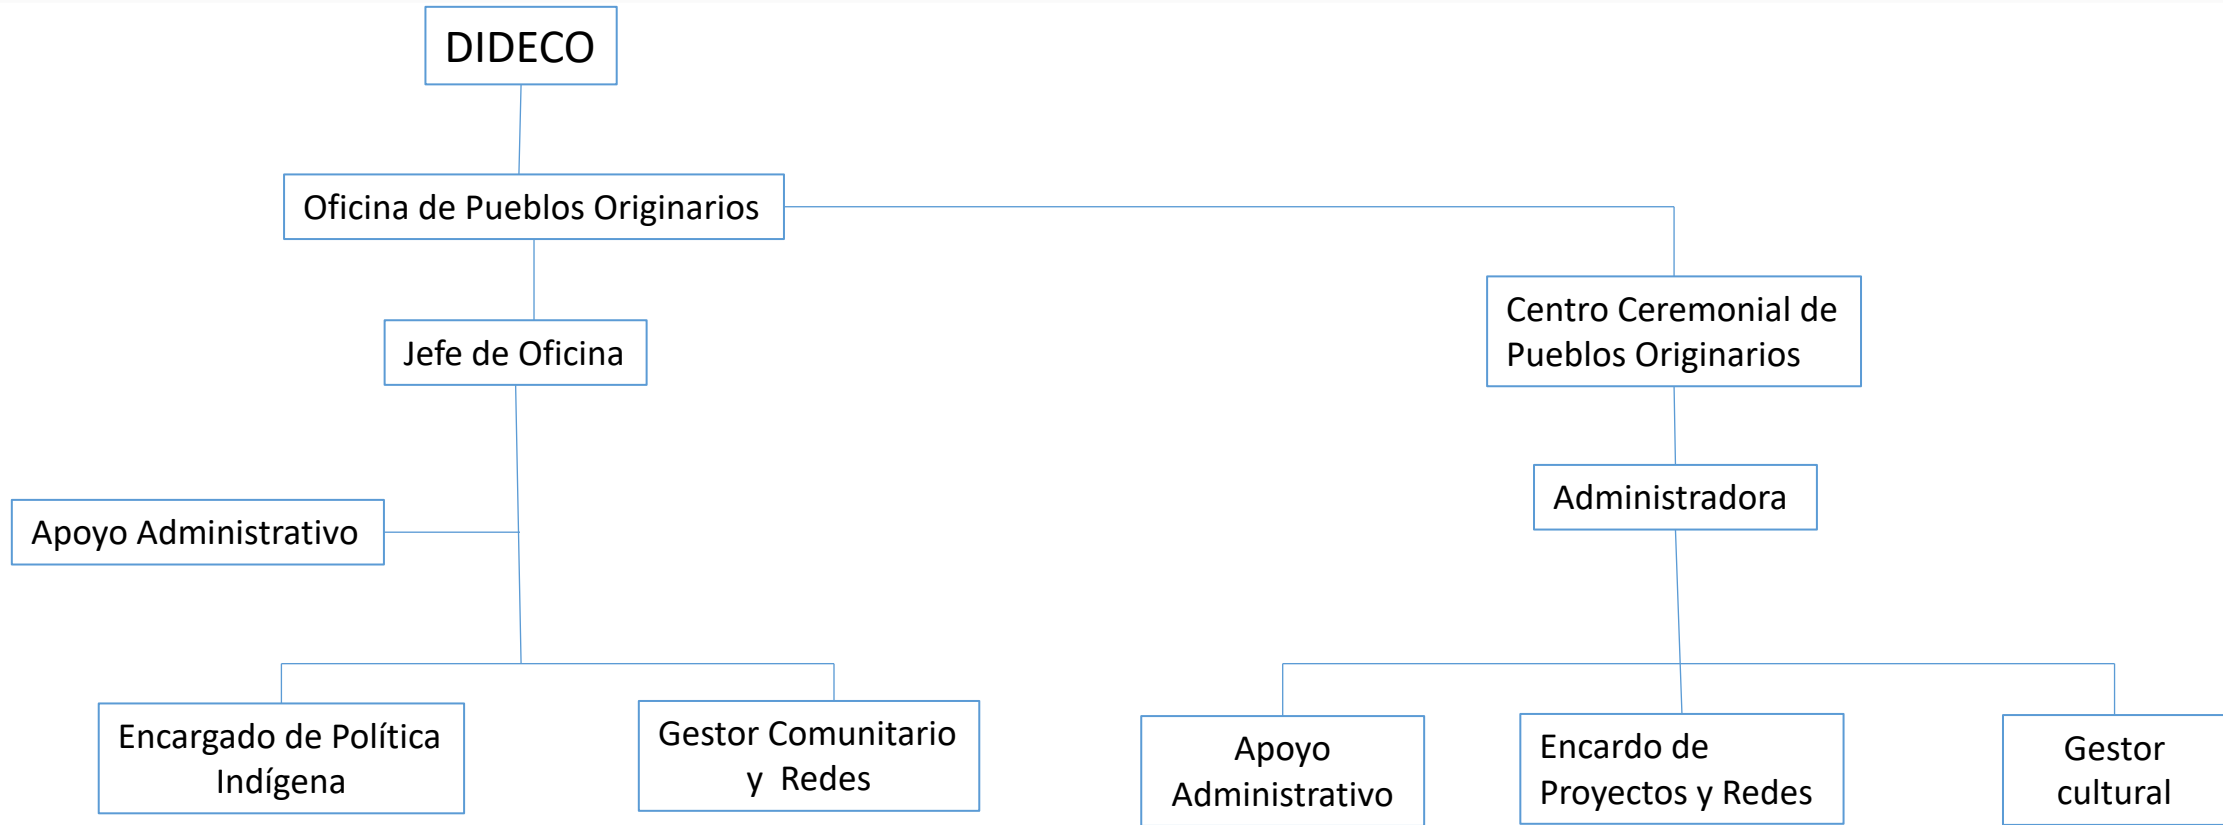 DIDECO
Oficina de Pueblos Originarios
Centro Ceremonial de
Pueblos Originarios
Jefe de Oficina
Administradora
Apoyo Administrativo
Encargado de Política
Indígena
Gestor Comunitario
y Redes
Apoyo
Administrativo
Encardo de
Proyectos y Redes
Gestor
cultural